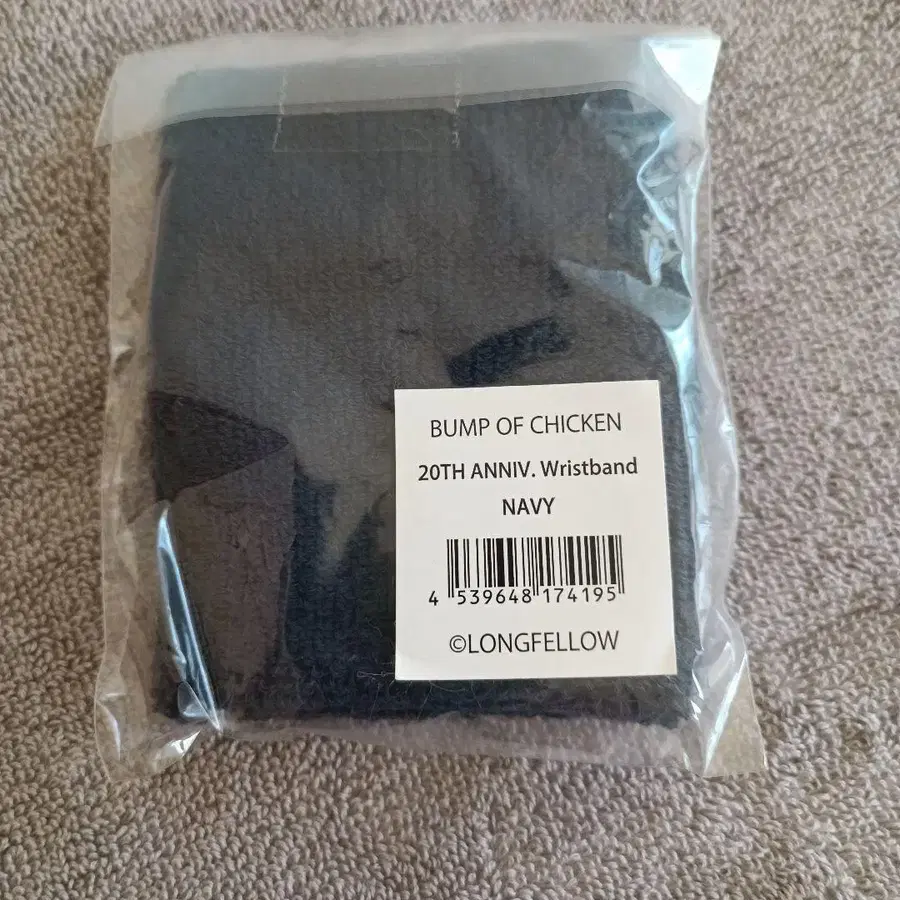 BUMP OF CHICKEN
20TH ANNIV. Wristband
NAVY
4 539648 174195
©LONGFELLOW